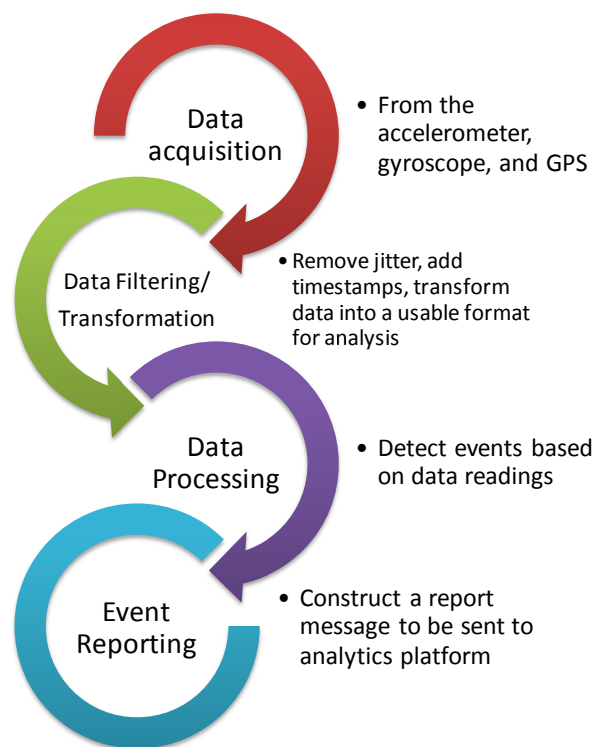 Data
acquisition
• From the
accelerometer,
gyroscope, and GPS
Data Filtering/
Transformation
• Remove jitter, add
timestamps, transform
data into a usable format
for analysis
Data
Processing
• Detect events based
on data readings
Event
Reporting
• Construct a report
message to be sent to
analytics platform